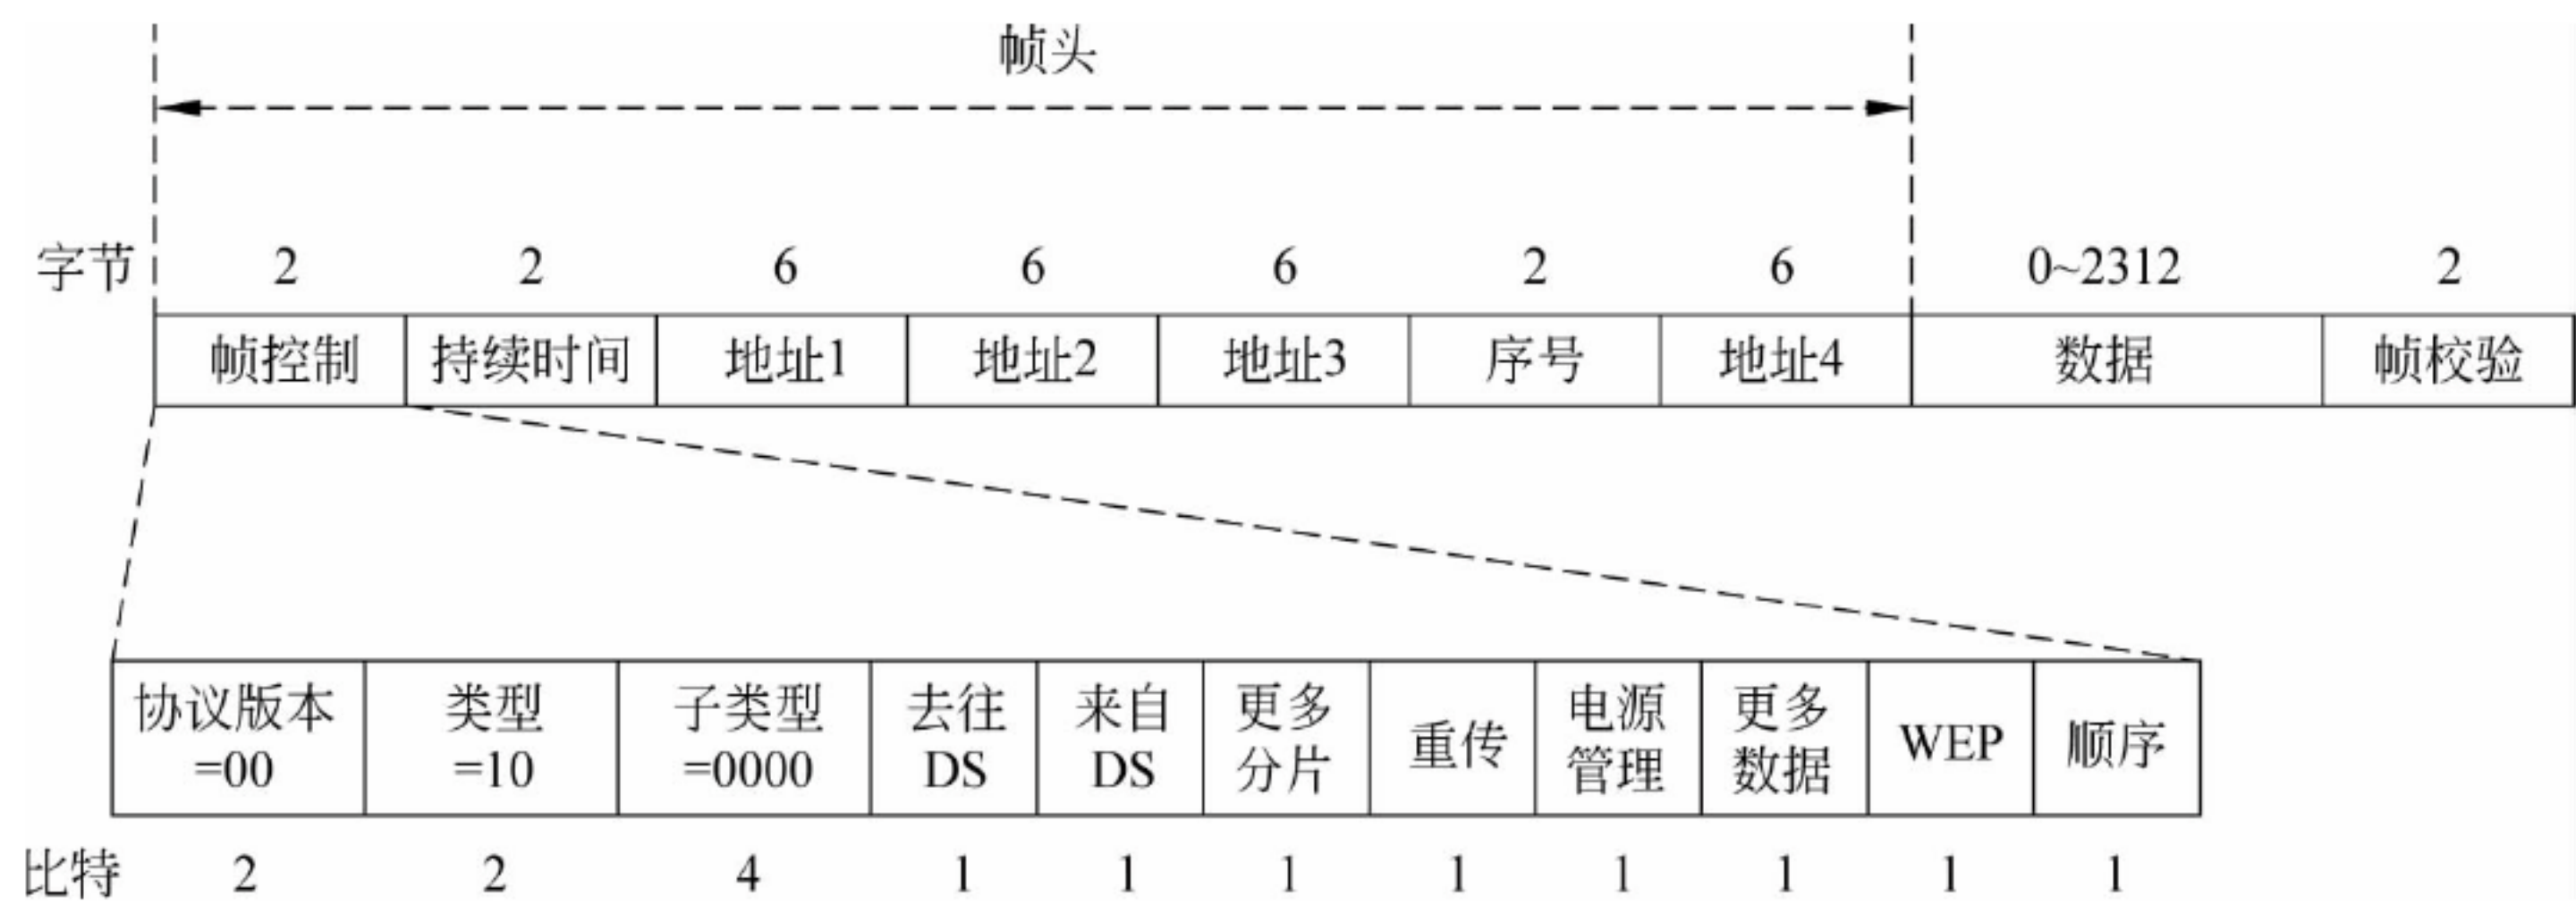 帧头
字节 2 2 6 6 6 2 6 0~2312 2
帧控制 持续时间 地址1 地址2 地址3 序号 地址4 数据 帧校验
协议版本 =00 类型 =10 子类型 =0000 去往 DS 来自 DS 更多 分片 重传 电源 管理 更多 数据 WEP 顺序
比特 2 2 4 1 1 1 1 1 1 1 1